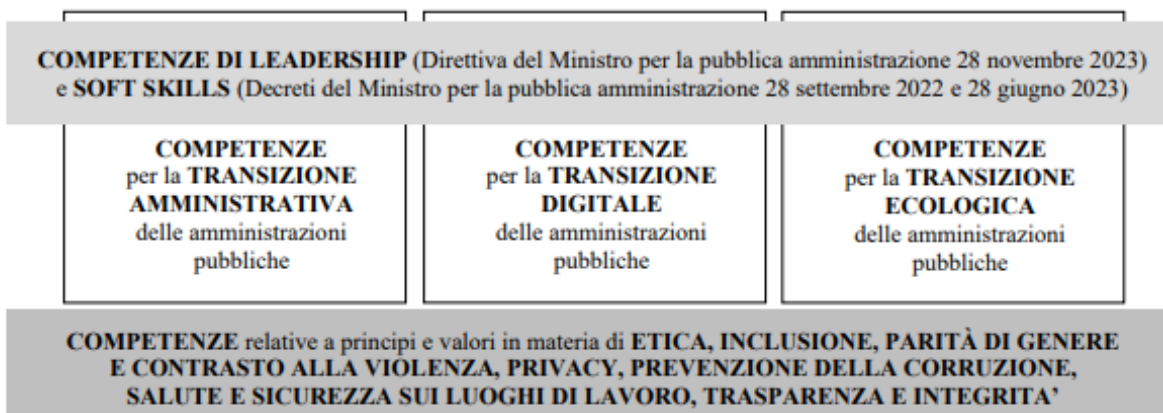 COMPETENZE DI LEADERSHIP (Direttiva del Ministro per la pubblica amministrazione 28 novembre 2023)
e SOFT SKILLS (Decreti del Ministro per la pubblica amministrazione 28 settembre 2022 e 28 giugno 2023)
COMPETENZE
per la TRANSIZIONE
AMMINISTRATIVA
delle amministrazioni
pubbliche
COMPETENZE
per la TRANSIZIONE
DIGITALE
delle amministrazioni
pubbliche
COMPETENZE
per la TRANSIZIONE
ECOLOGICA
delle amministrazioni
pubbliche
COMPETENZE relative a principi e valori in materia di ETICA, INCLUSIONE, PARITÀ DI GENERE
E CONTRASTO ALLA VIOLENZA, PRIVACY, PREVENZIONE DELLA CORRUZIONE,
SALUTE E SICUREZZA SUI LUOGHI DI LAVORO, TRASPARENZA E INTEGRITA’